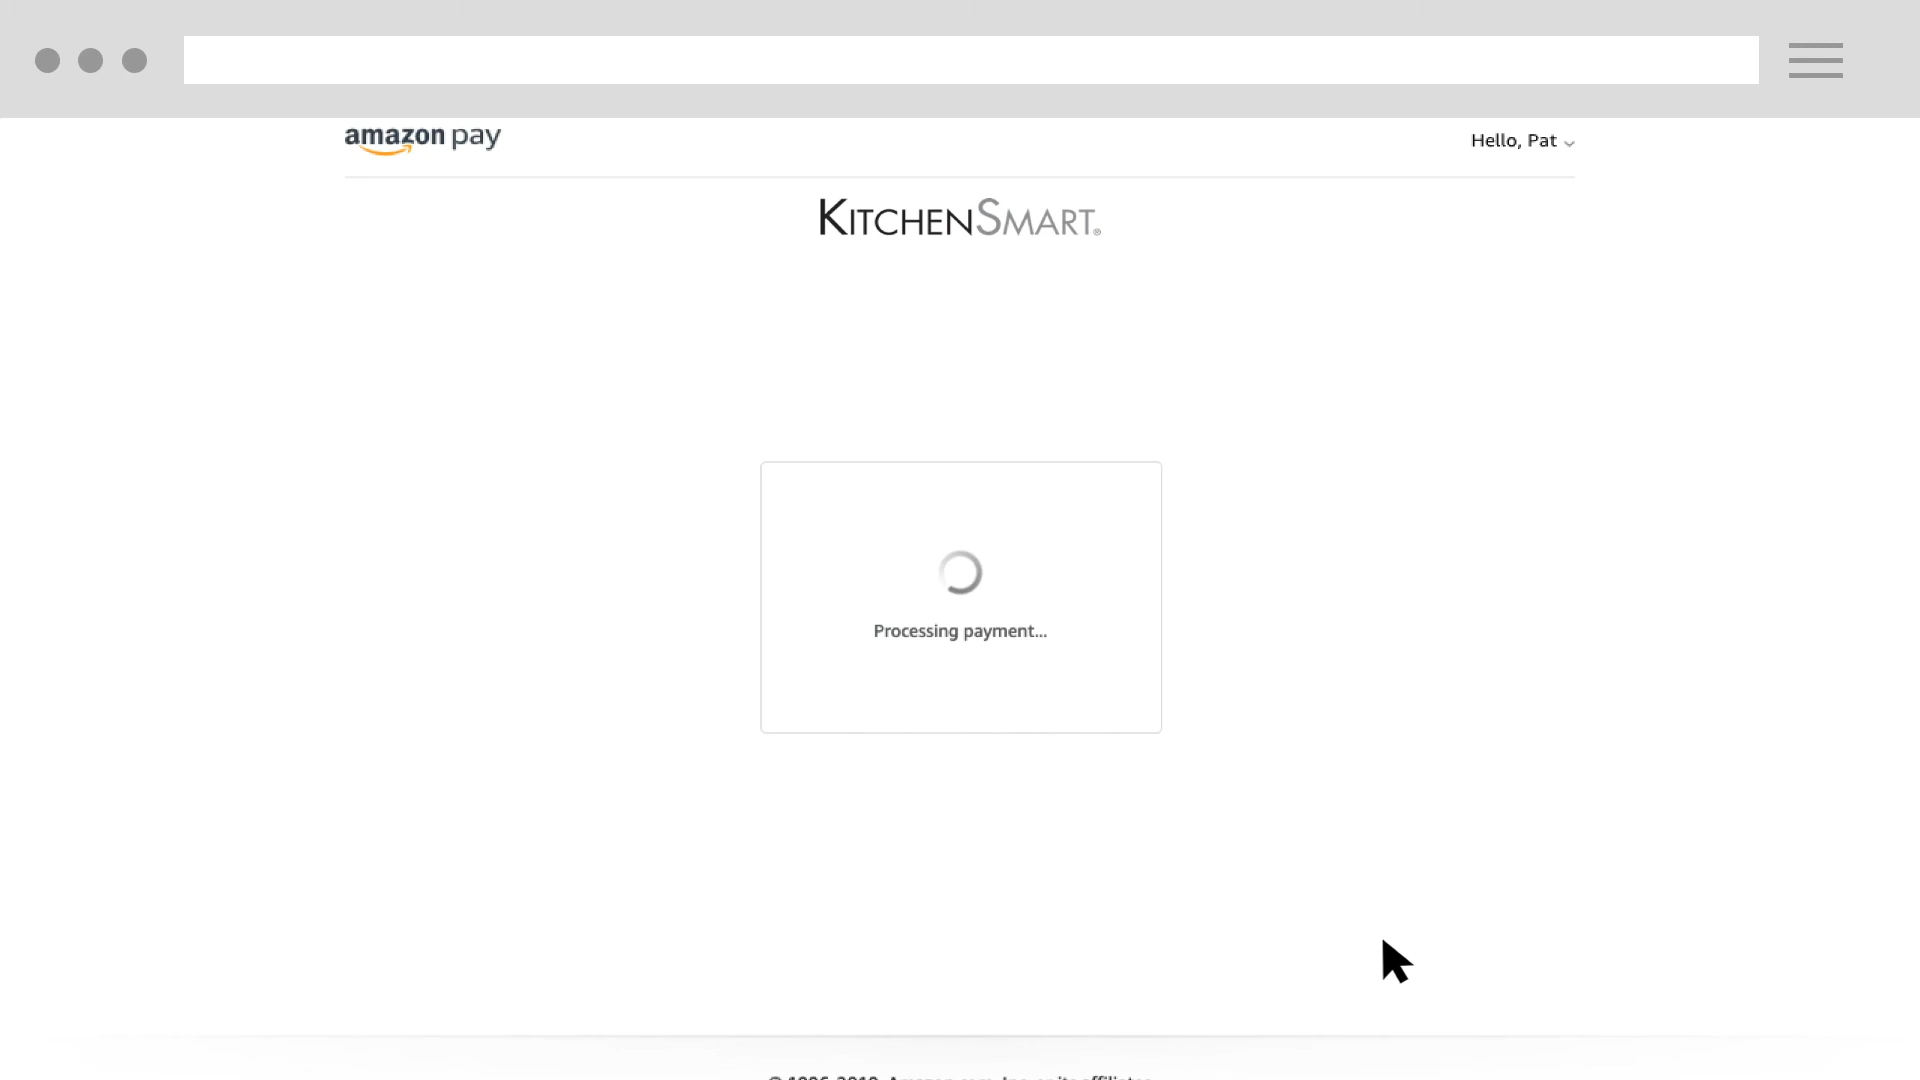 amazon pay
Hello, Pat
KITCHENSMART®
Processing payment...
© 1996-2019, Amazon.com, Inc. or its affiliates